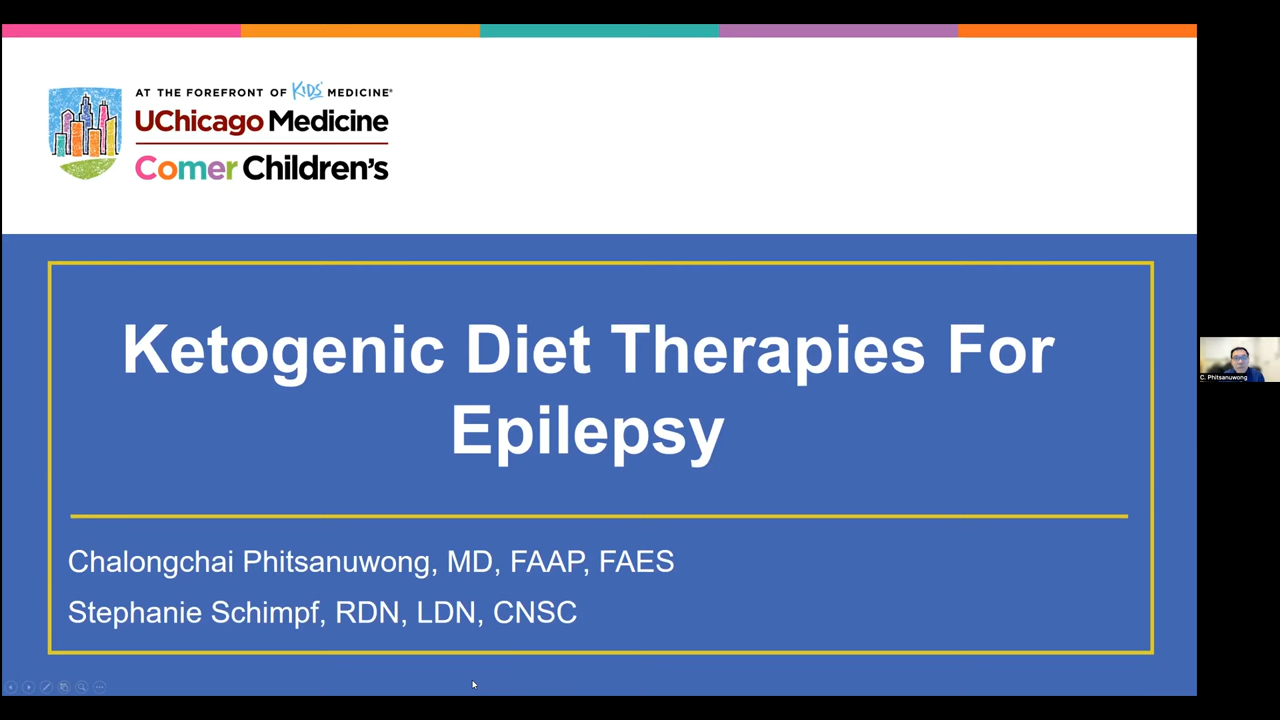 AT THE FOREFRONT OF KIDS' MEDICINE®
UChicago Medicine
Comer Children's
Ketogenic Diet Therapies For
Epilepsy
Chalongchai Phitsanuwong, MD, FAAP, FAES
Stephanie Schimpf, RDN, LDN, CNSC
C. Phitsanuwong